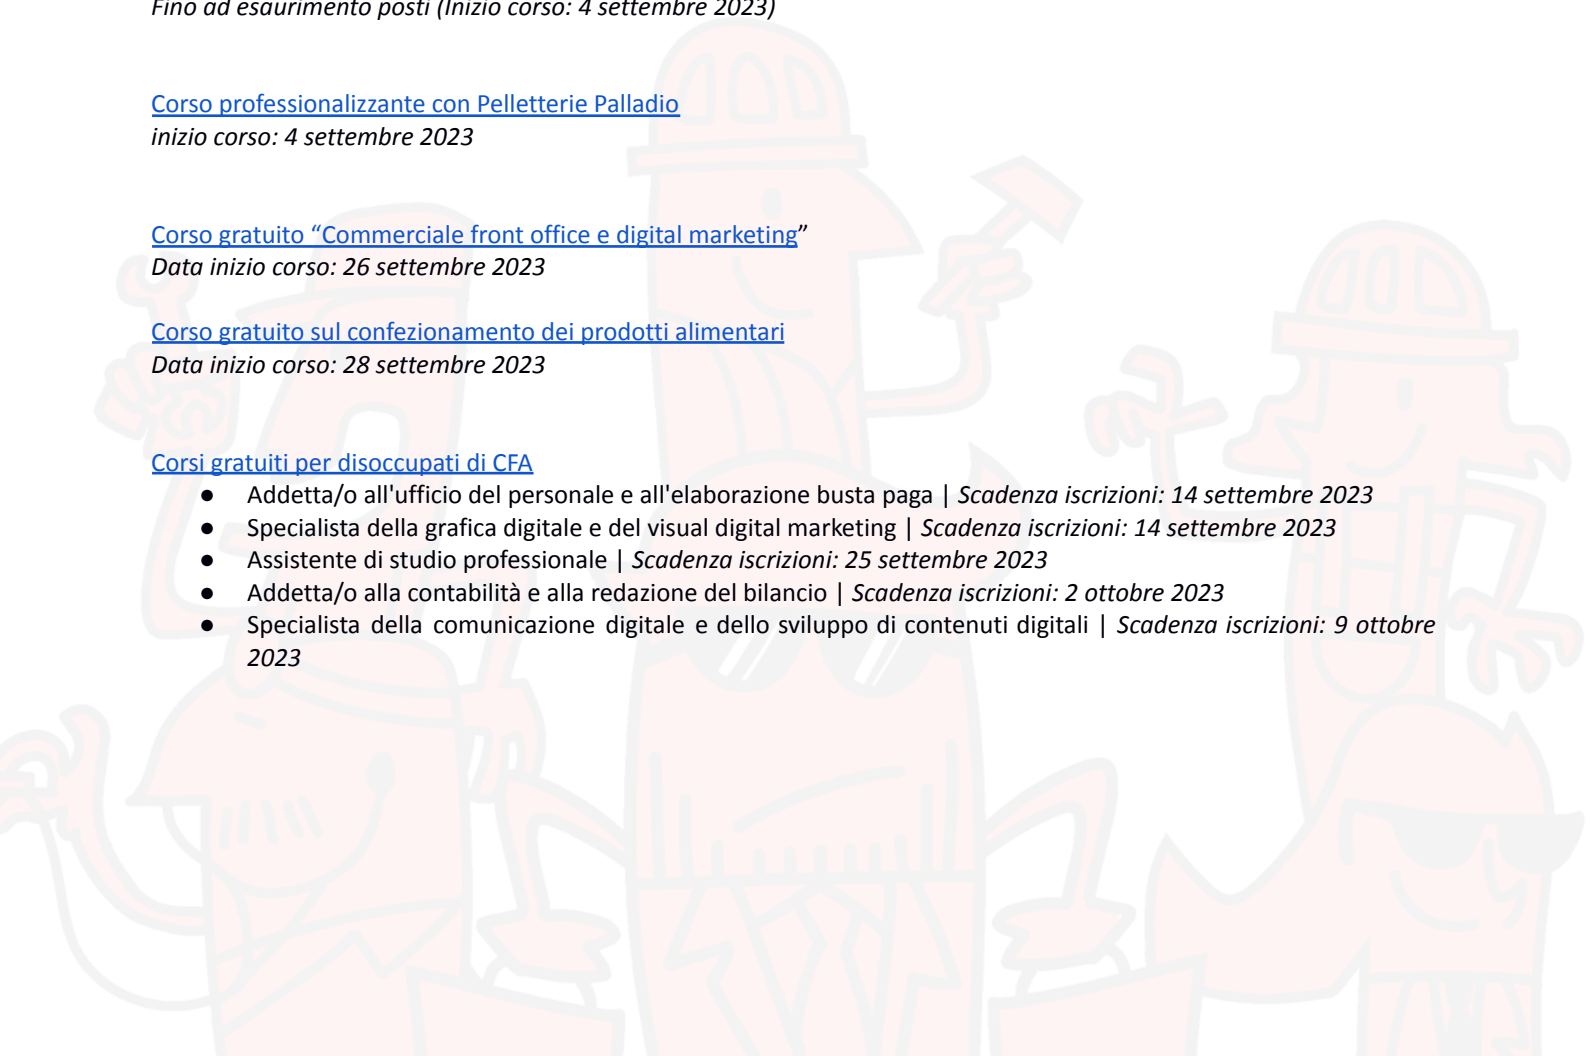 Fino ad esaurimento posti (Inizio corso: 4 settembre 2023)
Corso professionalizzante con Pelletterie Palladio
inizio corso: 4 settembre 2023
Corso gratuito “Commerciale front office e digital marketing”
Data inizio corso: 26 settembre 2023
Corso gratuito sul confezionamento dei prodotti alimentari
Data inizio corso: 28 settembre 2023
Corsi gratuiti per disoccupati di CFA
● Addetta/o all'ufficio del personale e all'elaborazione busta paga | Scadenza iscrizioni: 14 settembre 2023
● Specialista della grafica digitale e del visual digital marketing | Scadenza iscrizioni: 14 settembre 2023
● Assistente di studio professionale | Scadenza iscrizioni: 25 settembre 2023
● Addetta/o alla contabilità e alla redazione del bilancio | Scadenza iscrizioni: 2 ottobre 2023
● Specialista della comunicazione digitale e dello sviluppo di contenuti digitali | Scadenza iscrizioni: 9 ottobre
2023